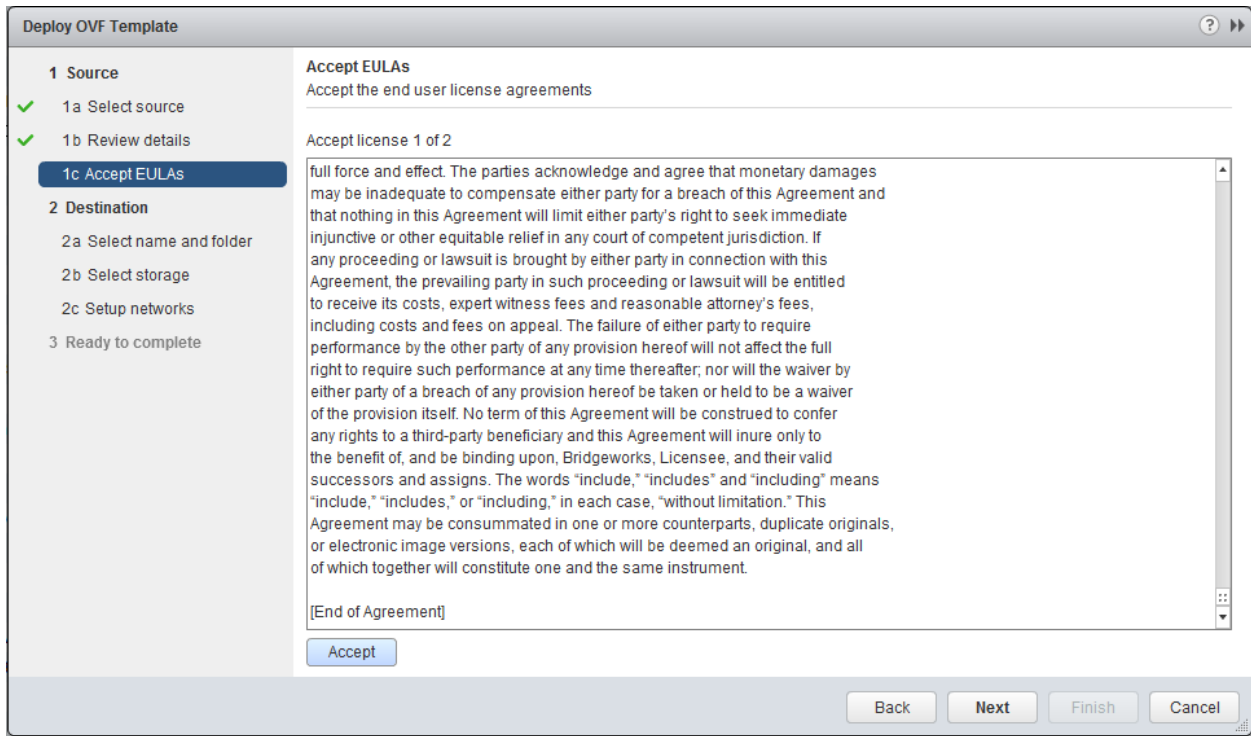 Deploy OVF Template
?
1 Source
1a Select source
1b Review details
1c Accept EULAs
2 Destination
2a Select name and folder
2b Select storage
2c Setup networks
3 Ready to complete
Accept EULAs
Accept the end user license agreements
Accept license 1 of 2
full force and effect. The parties acknowledge and agree that monetary damages
may be inadequate to compensate either party for a breach of this Agreement and
that nothing in this Agreement will limit either party’s right to seek immediate
injunctive or other equitable relief in any court of competent jurisdiction. If
any proceeding or lawsuit is brought by either party in connection with this
Agreement, the prevailing party in such proceeding or lawsuit will be entitled
to receive its costs, expert witness fees and reasonable attorney’s fees,
including costs and fees on appeal. The failure of either party to require
performance by the other party of any provision hereof will not affect the full
right to require such performance at any time thereafter; nor will the waiver by
either party of a breach of any provision hereof be taken or held to be a waiver
of the provision itself. No term of this Agreement will be construed to confer
any rights to a third-party beneficiary and this Agreement will inure only to
the benefit of, and be binding upon, Bridgeworks, Licensee, and their valid
successors and assigns. The words “include,” “includes” and “including” means
“include,” “includes,” or “including,” in each case, “without limitation.” This
Agreement may be consummated in one or more counterparts, duplicate originals,
or electronic image versions, each of which will be deemed an original, and all
of which together will constitute one and the same instrument.
[End of Agreement]
Accept
Back
Next
Finish
Cancel